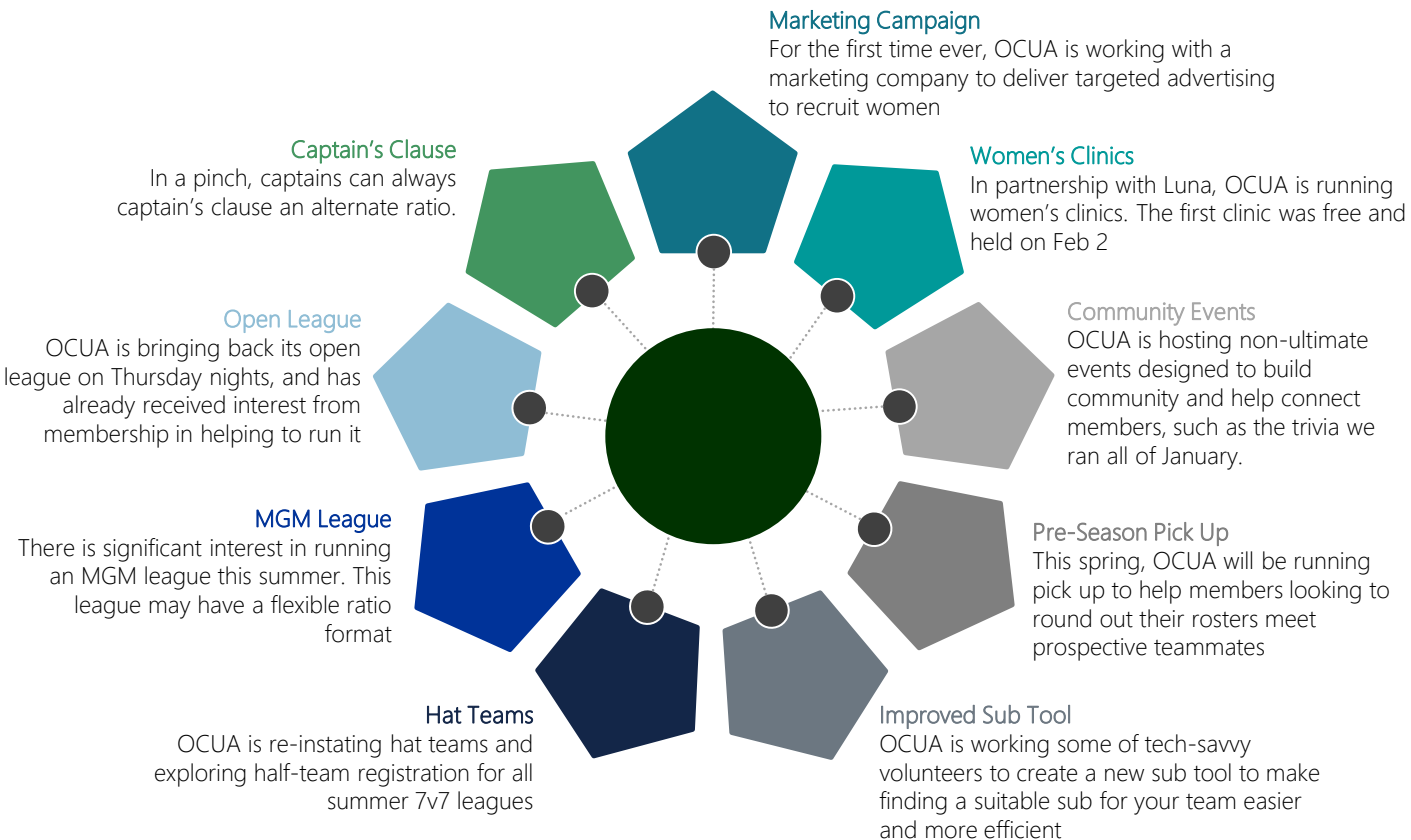 Marketing Campaign
For the first time ever, OCUA is working with a
marketing company to deliver targeted advertising
to recruit women
Women's Clinics
In partnership with Luna, OCUA is running
women's clinics. The first clinic was free and
held on Feb 2
Community Events
OCUA is hosting non-ultimate
events designed to build
community and help connect
members, such as the trivia we
ran all of January.
Pre-Season Pick Up
This spring, OCUA will be running
pick up to help members looking to
round out their rosters meet
prospective teammates
Improved Sub Tool
OCUA is working some of tech-savvy
volunteers to create a new sub tool to make
finding a suitable sub for your team easier
and more efficient
Hat Teams
OCUA is re-instating hat teams and
exploring half-team registration for all
summer 7v7 leagues
MGM League
There is significant interest in running
an MGM league this summer. This
league may have a flexible ratio
format
Open League
OCUA is bringing back its open
league on Thursday nights, and has
already received interest from
membership in helping to run it
Captain's Clause
In a pinch, captains can always
captain's clause an alternate ratio.